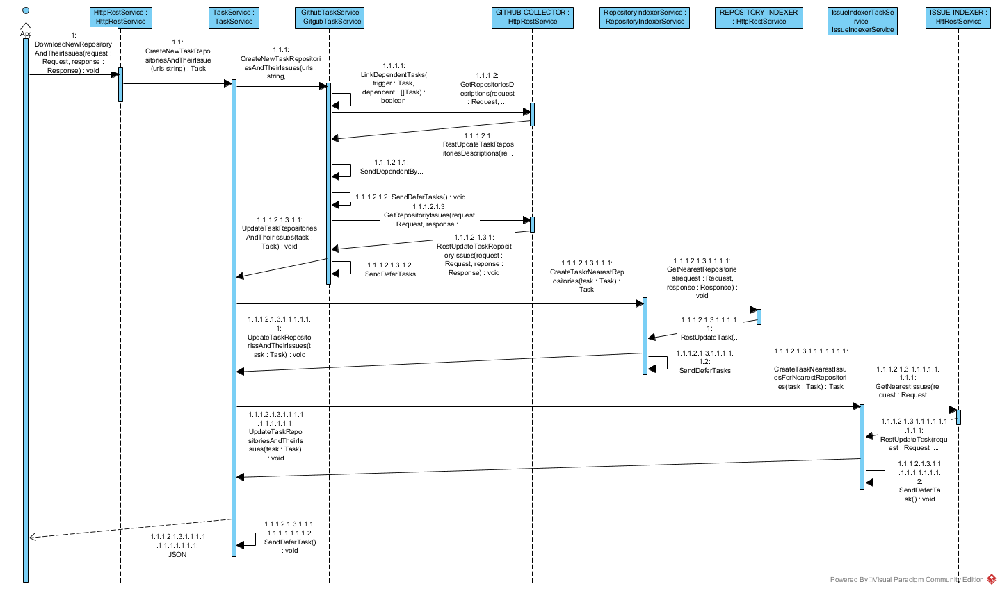 HttpRestService :
HttpRestService
TaskService :
TaskService
GithubTaskService
: GitgubTaskService
GITHUB-COLLECTOR :
HttpRestService
RepositoryIndexerService :
RepositoryIndexerService
REPOSITORY-INDEXER
: HttpRestService
IssueIndexerTaskSe
rvice :
IssueIndexerService
ISSUE-INDEXER :
HttRestService
App
1:
DownloadNewRepository
AndTheirIssues(request :
Request, response :
Response) : void
1.1:
CreateNewTaskRepo
sitoriesAndTheirIssue
(urls string) : Task
1.1.1:
CreateNewTaskRepositori
esAndTheirIssues(urls :
string, ...
1.1.1.1:
LinkDependentTasks(
trigger : Task,
dependent : []Task) :
boolean
1.1.1.2:
GetRepositoriesD
esriptions(request
: Request, ...
1.1.1.2.1:
RestUpdateTaskRepos
itoriesDescriptions(re...
1.1.1.2.1.1:
SendDependentBy...
1.1.1.2.1.2: SendDeferTasks() : void
1.1.1.2.1.3:
GetRepositoriyIssues(request
: Request, response : ...
1.1.1.2.1.3.1.1:
UpdateTaskRepositories
AndTheirIssues(task :
Task) : void
1.1.1.2.1.3.1:
RestUpdateTaskReposit
oryIssues(request :
Request, reponse :
Response) : void
1.1.1.2.1.3.1.2:
SendDeferTasks
1.1.1.2.1.3.1.1.1:
CreateTaskrNearestRep
ositories(task : Task) :
Task
1.1.1.2.1.3.1.1.1.1:
GetNearestRepositorie
s(request : Request,
response : Response) :
void
1.1.1.2.1.3.1.1.1.1.
1:
RestUpdateTask(...
1.1.1.2.1.3.1.1.1.1.1.
1:
UpdateTaskReposito
riesAndTheirIssues(t
ask : Task) : void
1.1.1.2.1.3.1.1.1.1.
1.2:
SendDeferTasks
1.1.1.2.1.3.1.1.1.1.1.1.1:
CreateTaskNearestIssu
esForNearestRepositori
es(task : Task) : Task
1.1.1.2.1.3.1.1.1.1.1.
1.1.1:
GetNearestIssues(re
quest : Request, ...
1.1.1.2.1.3.1.1.1.1.1.1
.1.1.1:
RestUpdateTask(requ
est : Request, ...
1.1.1.2.1.3.1.1.1.1
.1.1.1.1.1.1:
UpdateTaskRepo
sitoriesAndTheirIs
sues(task : Task)
: void
1.1.1.2.1.3.1.1
.1.1.1.1.1.1.1.
2:
SendDeferTa
sk() : void
1.1.1.2.1.3.1.1.1.
1.1.1.1.1.1.1.2:
SendDeferTask()
: void
1.1.1.2.1.3.1.1.1.1
.1.1.1.1.1.1.1:
JSON
Powered By Visual Paradigm Community Edition